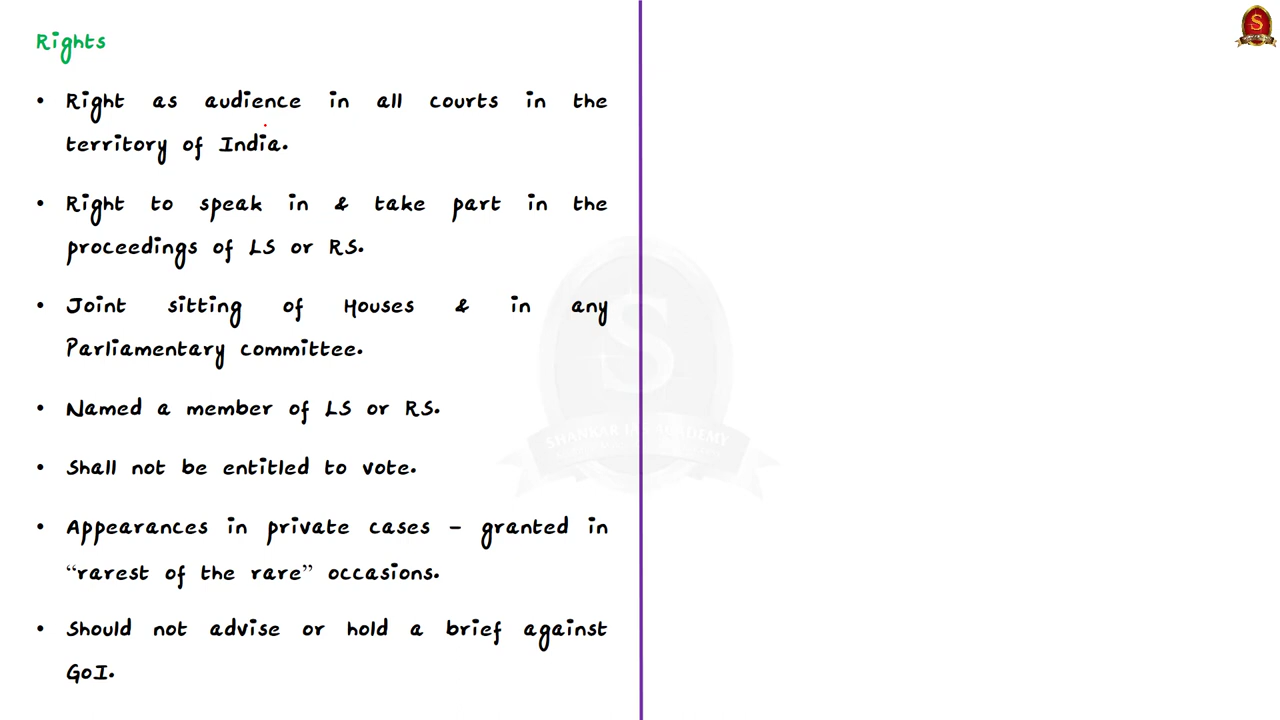 Rights
• Right as audience in all courts in the
territory of India.
• Right to speak in & take part in the
proceedings of LS or RS.
• Joint sitting of Houses & in any
Parliamentary committee.
• Named a member of LS or RS.
• Shall not be entitled to vote.
• Appearances in private cases – granted in
“rarest of the rare” occasions.
• Should not advise or hold a brief against
GoI.
S
S
SHANKAR IAS ACADEMY